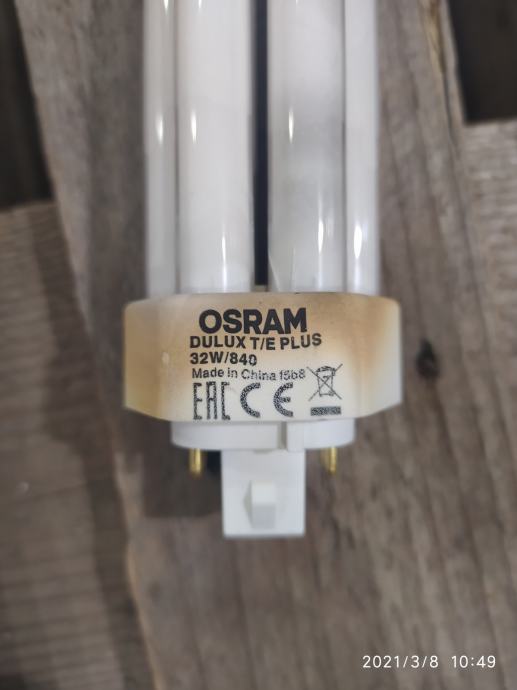 OSRAM
DULUX T/E PLUS
32W/840
Made in China 15b8
EAC CE
2021/3/8 10:49